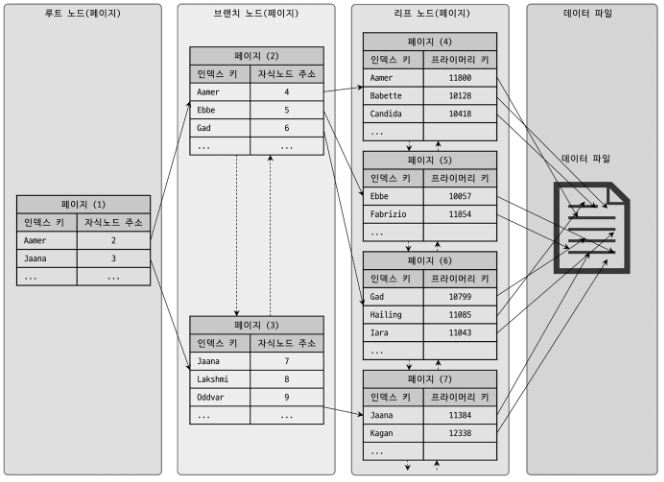 루트 노드(페이지)
페이지 (1)
인덱스 키 자식노드 주소
Aamer 2
Jaana 3
... ...
브랜치 노드(페이지)
페이지 (2)
인덱스 키 자식노드 주소
Aamer 4
Ebbe 5
Gad 6
... ...
페이지 (3)
인덱스 키 자식노드 주소
Jaana 7
Lakshmi 8
Oddvar 9
... ...
리프 노드(페이지)
페이지 (4)
인덱스 키 프라이머리 키
Aamer 11800
Babette 10128
Candida 10418
...
페이지 (5)
인덱스 키 프라이머리 키
Ebbe 10057
Fabrizio 11854
...
페이지 (6)
인덱스 키 프라이머리 키
Gad 10799
Hailing 11085
Iara 11043
...
페이지 (7)
인덱스 키 프라이머리 키
Jaana 11384
Kagan 12338
...
데이터 파일
데이터 파일